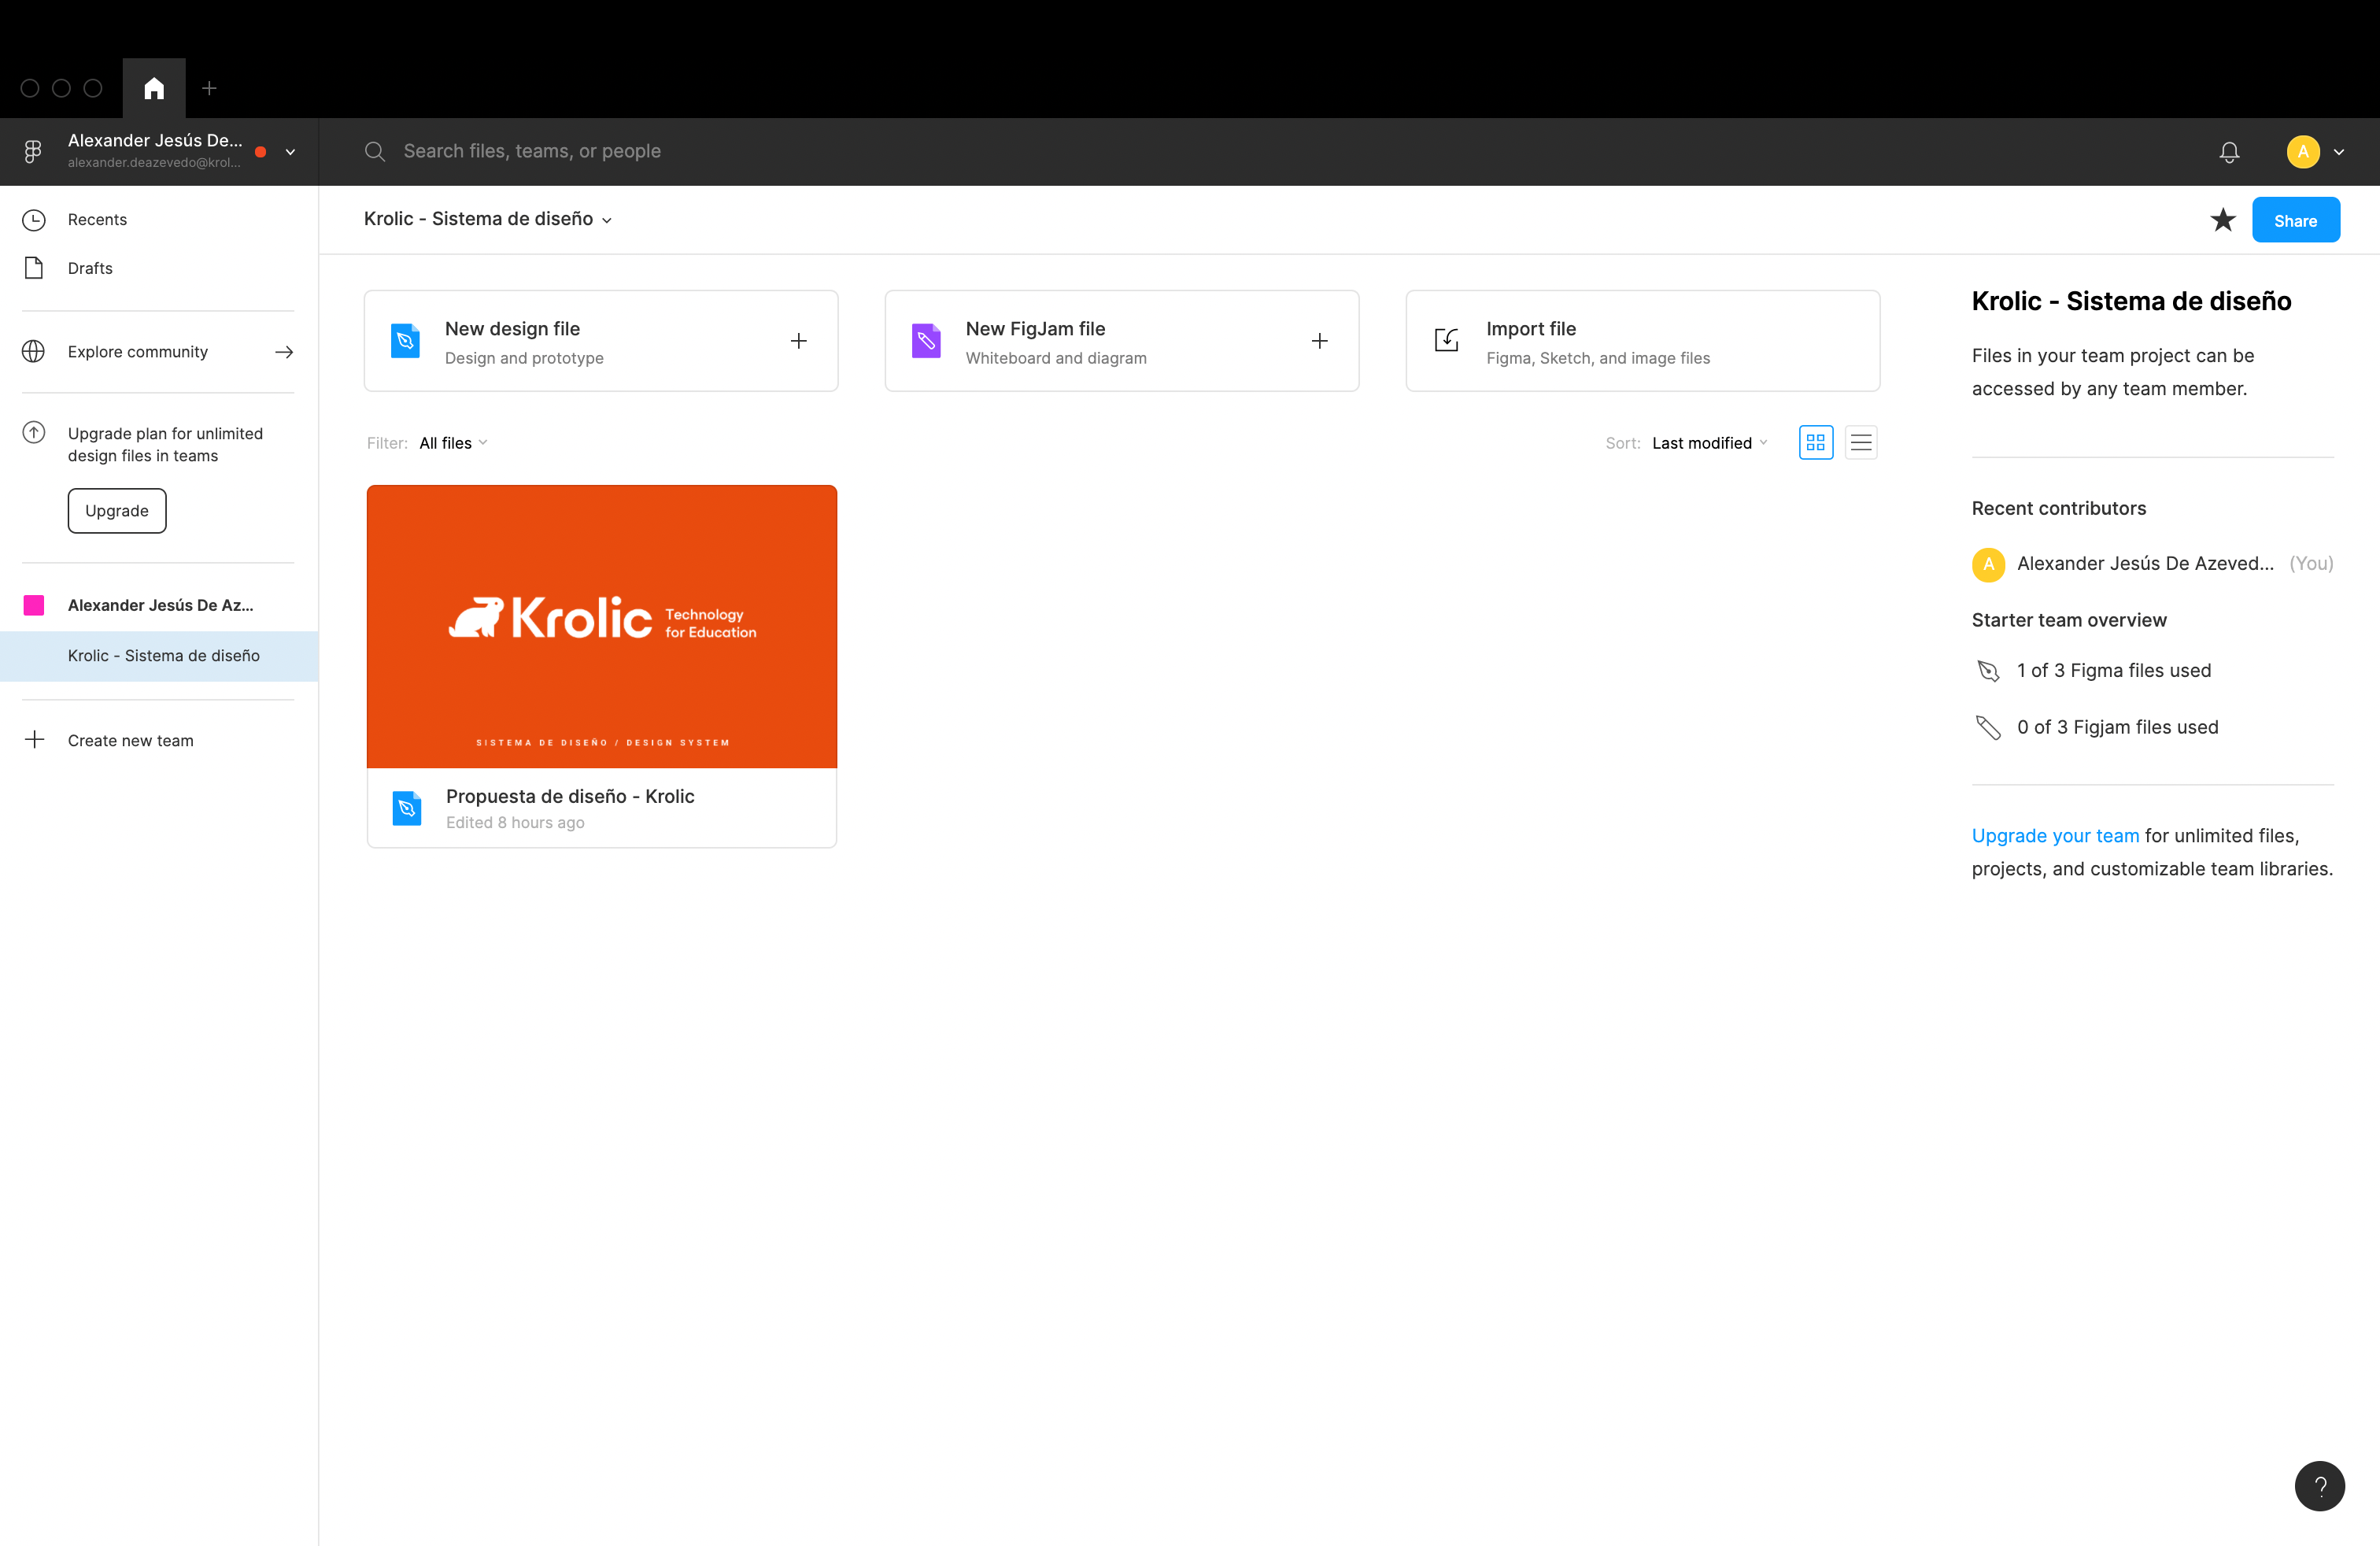 Alexander Jesús De...
alexander.deazevedo@krol...
Search files, teams, or people
A
Recents
Drafts
Explore community
Upgrade plan for unlimited
design files in teams
Upgrade
Alexander Jesús De Az...
Krolic - Sistema de diseño
Create new team
Krolic - Sistema de diseño
Share
New design file
Design and prototype
New FigJam file
Whiteboard and diagram
Import file
Figma, Sketch, and image files
Filter: All files
Sort: Last modified
Krolic
Technology
for Education
SISTEMA DE DISEÑO / DESIGN SYSTEM
Propuesta de diseño - Krolic
Edited 8 hours ago
Krolic - Sistema de diseño
Files in your team project can be
accessed by any team member.
Recent contributors
A Alexander Jesús De Azeved... (You)
Starter team overview
1 of 3 Figma files used
0 of 3 Figjam files used
Upgrade your team for unlimited files,
projects, and customizable team libraries.
?